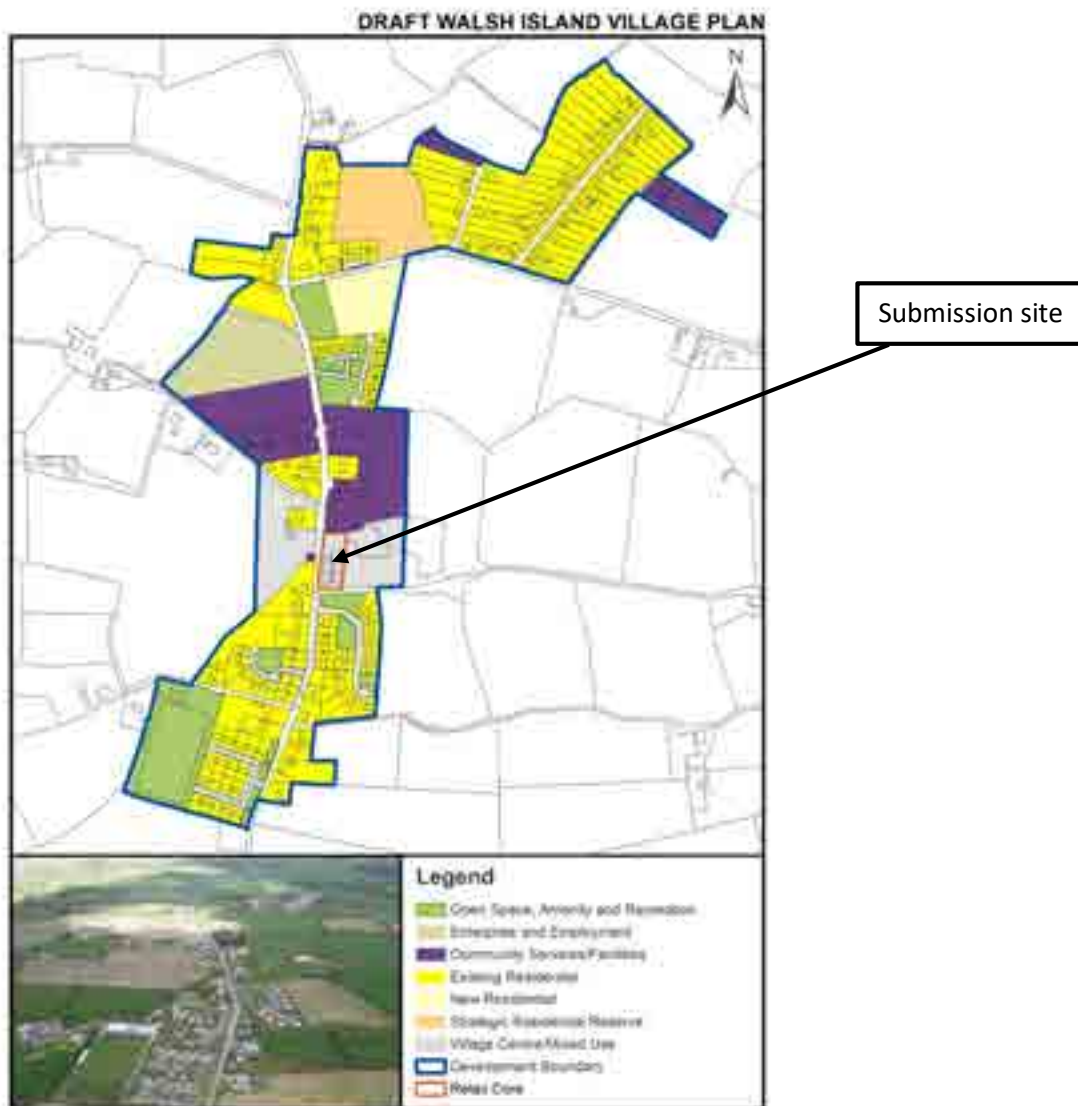 DRAFT WALSH ISLAND VILLAGE PLAN
N
Submission site
Legend
Open Space, Amenity and Recreation
Enterprise and Employment
Community Services/Facilities
Existing Residential
New Residential
Strategic Residential Reserve
Village Centre/Mixed Use
Development Boundary
Retail Core